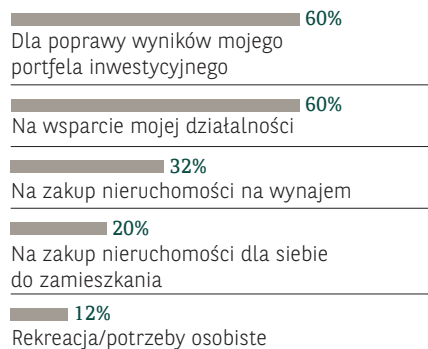 60%
Dla poprawy wyników mojego
portfela inwestycyjnego
60%
Na wsparcie mojej działalności
32%
Na zakup nieruchomości na wynajem
20%
Na zakup nieruchomości dla siebie
do zamieszkania
12%
Rekreacja/potrzeby osobiste